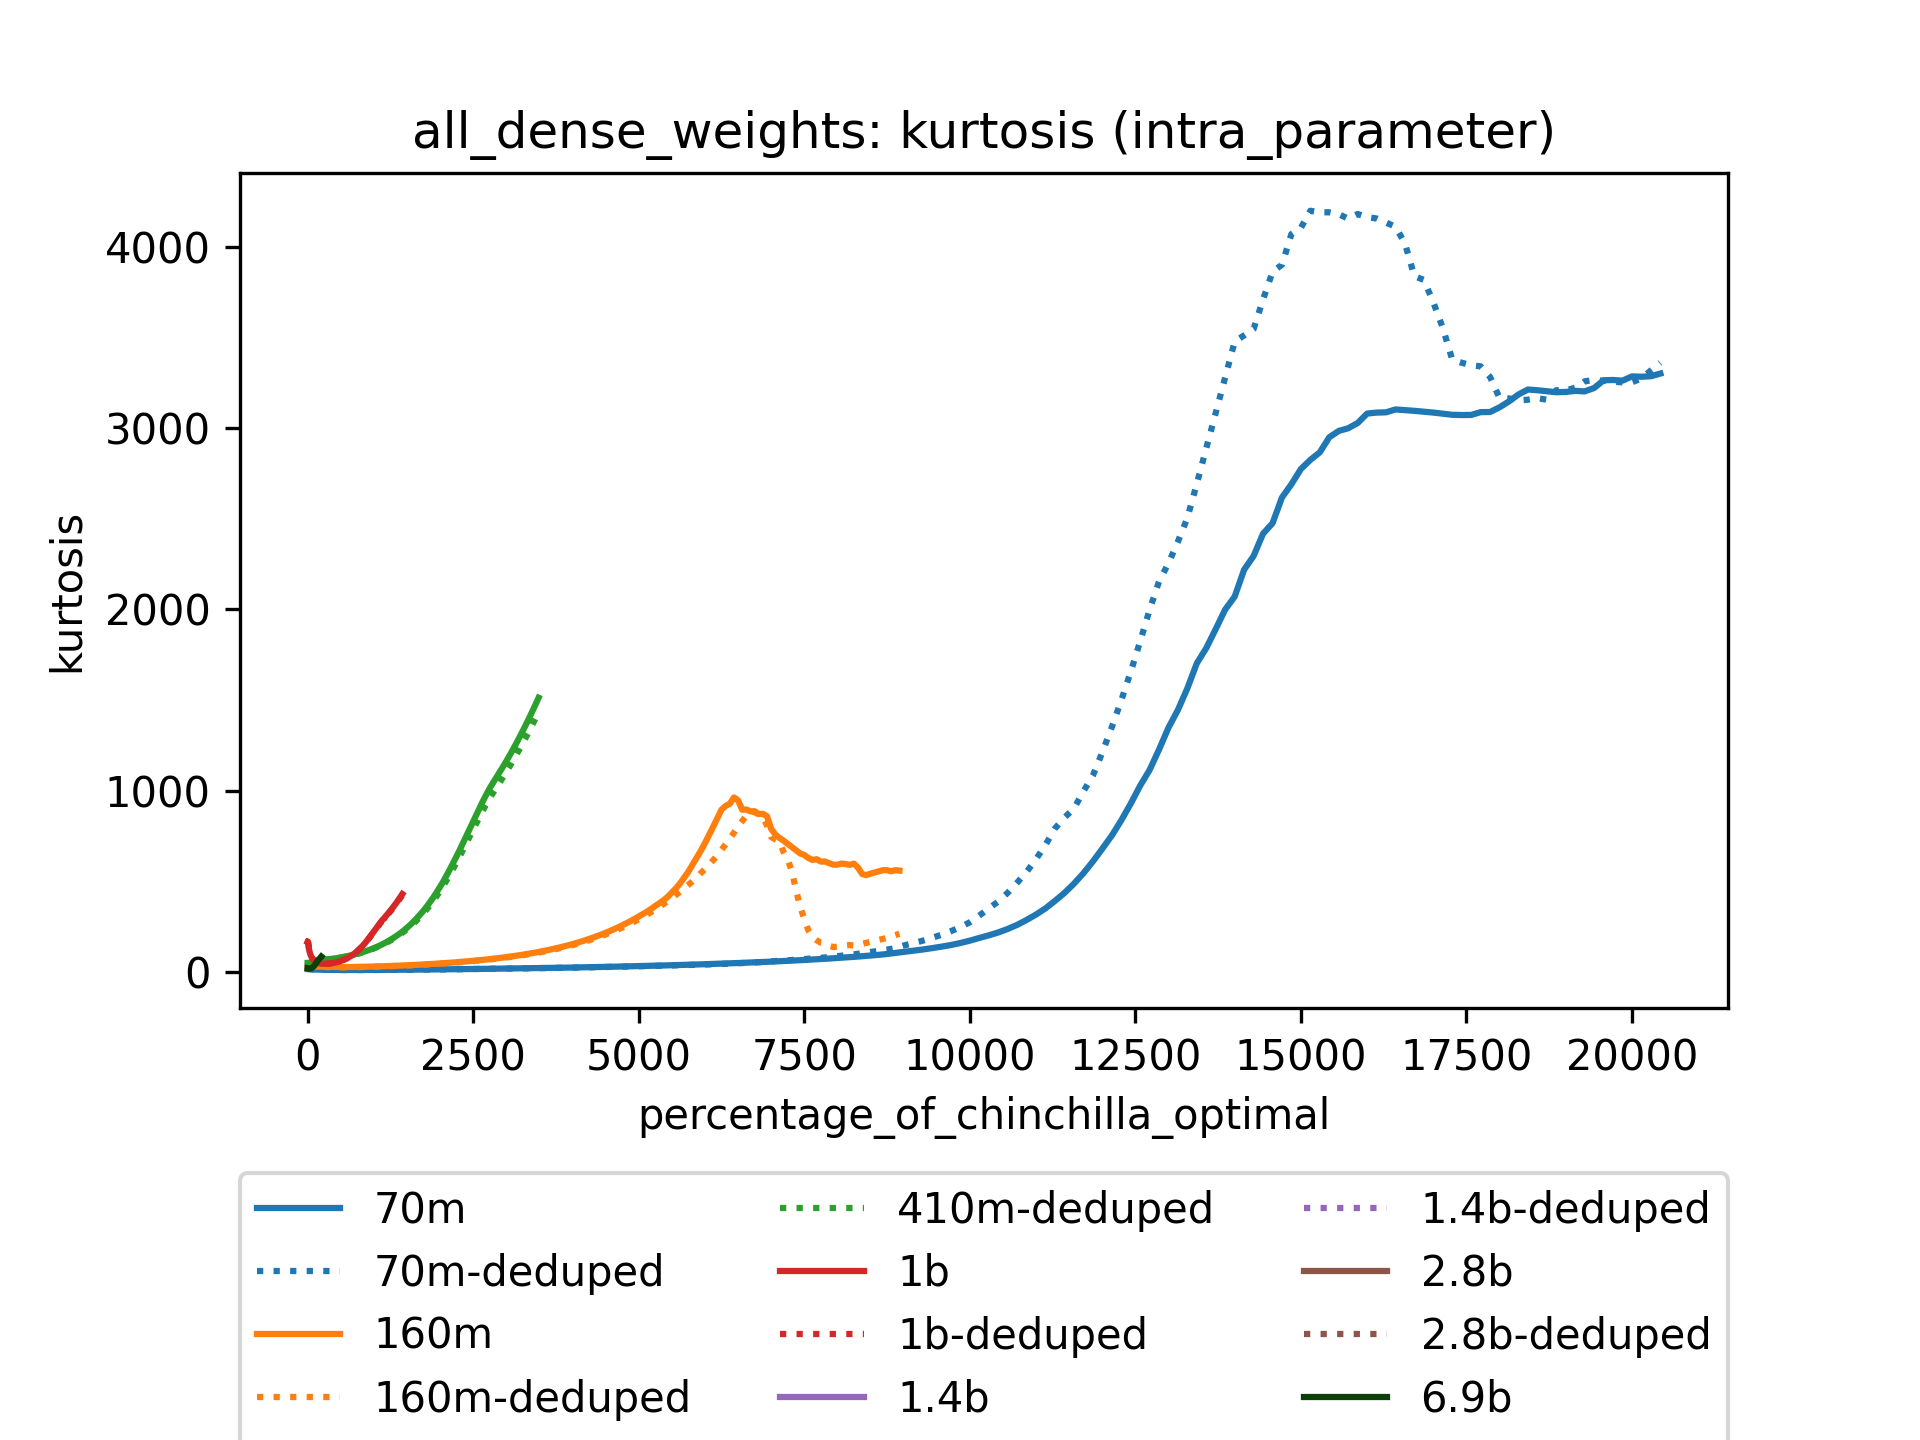 all_dense_weights: kurtosis (intra_parameter)
kurtosis
4000
3000
2000
1000
0
0 2500 5000 7500 10000 12500 15000 17500 20000
percentage_of_chinchilla_optimal
70m
70m-deduped
160m
160m-deduped
410m-deduped
1b
1b-deduped
1.4b
1.4b-deduped
2.8b
2.8b-deduped
6.9b